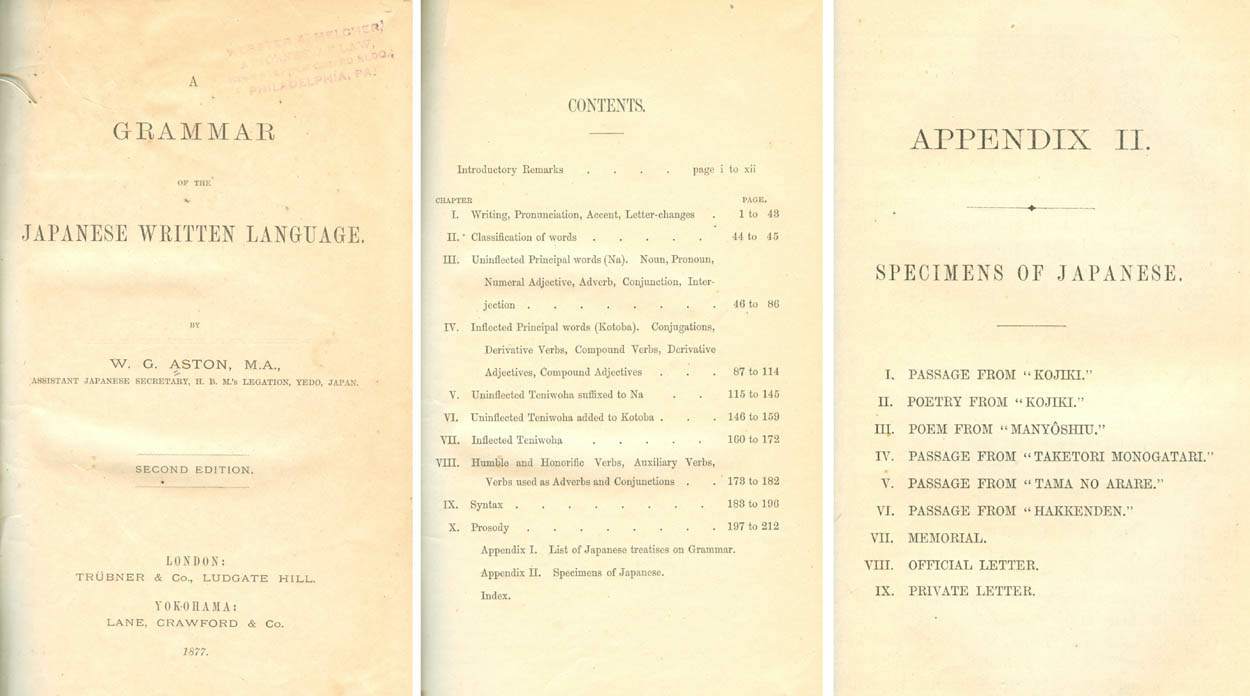 A
GRAMMAR
OF THE
JAPANESE WRITTEN LANGUAGE.
BY
W. G. ASTON, M.A.,
ASSISTANT JAPANESE SECRETARY, H. B. M.'s LEGATION, YEDO, JAPAN.
SECOND EDITION.
LONDON:
TRÜBNER & Co., LUDGATE HILL.
YOKOHAMA:
LANE, CRAWFORD & Co.
1877.
MELCHER,
LAW,
PHILADELPHIA, PA.
CONTENTS.
Introductory Remarks . . . . page i to xii
CHAPTER PAGE.
I. Writing, Pronunciation, Accent, Letter-changes . 1 to 43
II. Classification of words . . . . . 44 to 45
III. Uninflected Principal words (Na). Noun, Pronoun,
Numeral Adjective, Adverb, Conjunction, Inter-
jection . . . . . . . . 46 to 86
IV. Inflected Principal words (Kotoba). Conjugations,
Derivative Verbs, Compound Verbs, Derivative
Adjectives, Compound Adjectives . . . 87 to 114
V. Uninflected Teniwoha suffixed to Na . . 115 to 145
VI. Uninflected Teniwoha added to Kotoba . . . 146 to 159
VII. Inflected Teniwoha . . . . . 160 to 172
VIII. Humble and Honorific Verbs, Auxiliary Verbs,
Verbs used as Adverbs and Conjunctions . . 173 to 182
IX. Syntax . . . . . . . . 183 to 196
X. Prosody . . . . . . . . 197 to 212
Appendix I. List of Japanese treatises on Grammar.
Appendix II. Specimens of Japanese.
Index.
APPENDIX II.
SPECIMENS OF JAPANESE.
I. PASSAGE FROM "KOJIKI."
II. POETRY FROM "KOJIKI."
III. POEM FROM "MANYÔSHIU."
IV. PASSAGE FROM "TAKETORI MONOGATARI."
V. PASSAGE FROM "TAMA NO ARARE."
VI. PASSAGE FROM "HAKKENDEN."
VII. MEMORIAL.
VIII. OFFICIAL LETTER.
IX. PRIVATE LETTER.